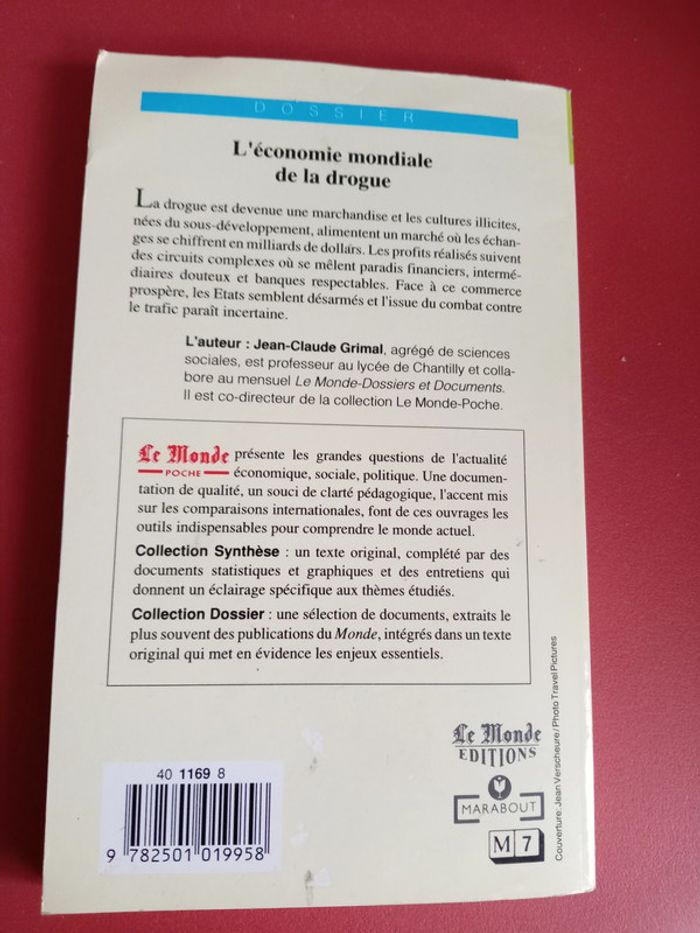 DOSSIER
L'économie mondiale
de la drogue
La drogue est devenue une marchandise et les cultures illicites,
nées du sous-développement, alimentent un marché où les échan-
ges se chiffrent en milliards de dollars. Les profits réalisés suivent
des circuits complexes où se mêlent paradis financiers, intermé-
diaires douteux et banques respectables. Face à ce commerce
prospère, les Etats semblent désarmés et l'issue du combat contre
le trafic paraît incertaine.
L'auteur : Jean-Claude Grimal, agrégé de sciences
sociales, est professeur au lycée de Chantilly et colla-
bore au mensuel Le Monde-Dossiers et Documents.
Il est co-directeur de la collection Le Monde-Poche.
Le Monde présente les grandes questions de l'actualité
POCHE économique, sociale, politique. Une documen-
tation de qualité, un souci de clarté pédagogique, l'accent mis
sur les comparaisons internationales, font de ces ouvrages les
outils indispensables pour comprendre le monde actuel.
Collection Synthèse : un texte original, complété par des
documents statistiques et graphiques et des entretiens qui
donnent un éclairage spécifique aux thèmes étudiés.
Collection Dossier : une sélection de documents, extraits le
plus souvent des publications du Monde, intégrés dans un texte
original qui met en évidence les enjeux essentiels.
Le Monde
EDITIONS
MARABOUT
M 7
40 1169 8
9 782501 019958
Couverture: Jean Verscheure / Photo Travel Pictures